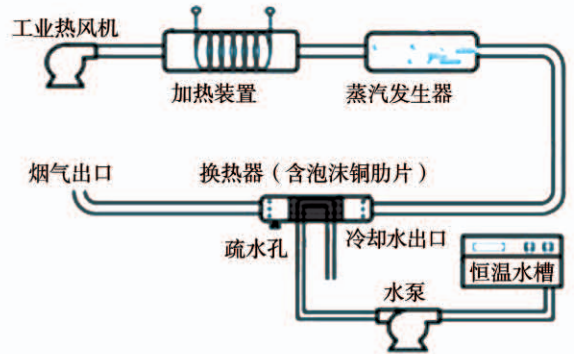 工业热风机
加热装置
蒸汽发生器
烟气出口
换热器（含泡沫铜肋片）
疏水孔
冷却水出口
恒温水槽
水泵